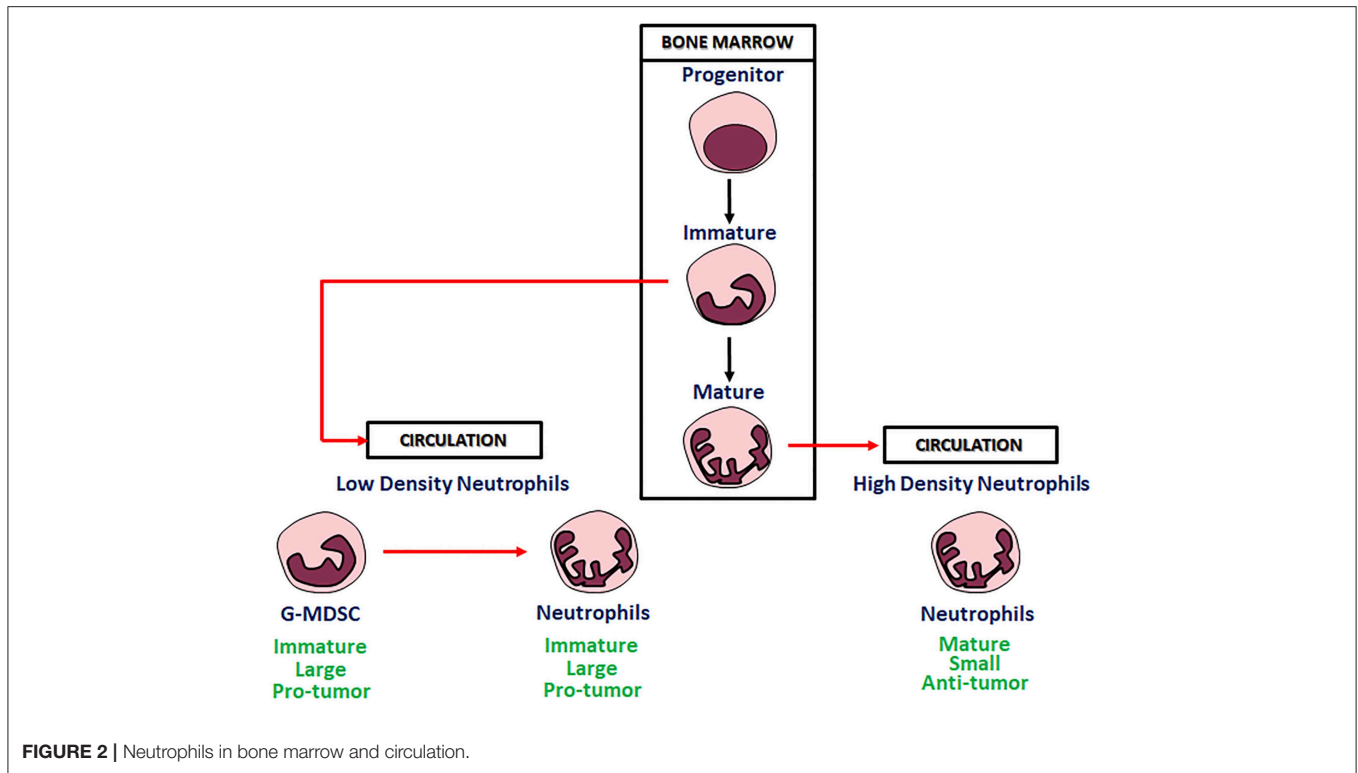 BONE MARROW
Progenitor
Immature
Mature
CIRCULATION
Low Density Neutrophils
G-MDSC
Immature
Large
Pro-tumor
Neutrophils
Immature
Large
Pro-tumor
CIRCULATION
High Density Neutrophils
Neutrophils
Mature
Small
Anti-tumor
FIGURE 2 | Neutrophils in bone marrow and circulation.